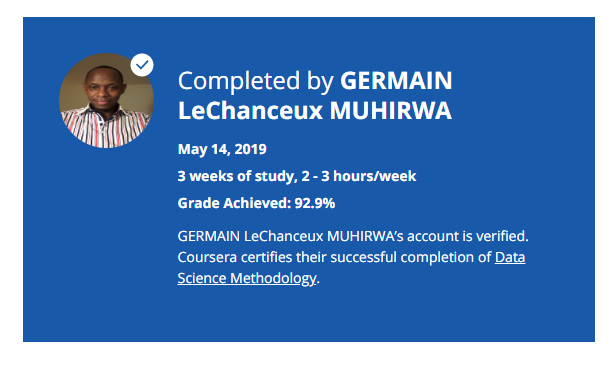 Completed by GERMAIN
LeChanceux MUHIRWA
May 14, 2019
3 weeks of study, 2 - 3 hours/week
Grade Achieved: 92.9%
GERMAIN LeChanceux MUHIRWA's account is verified.
Coursera certifies their successful completion of Data
Science Methodology.